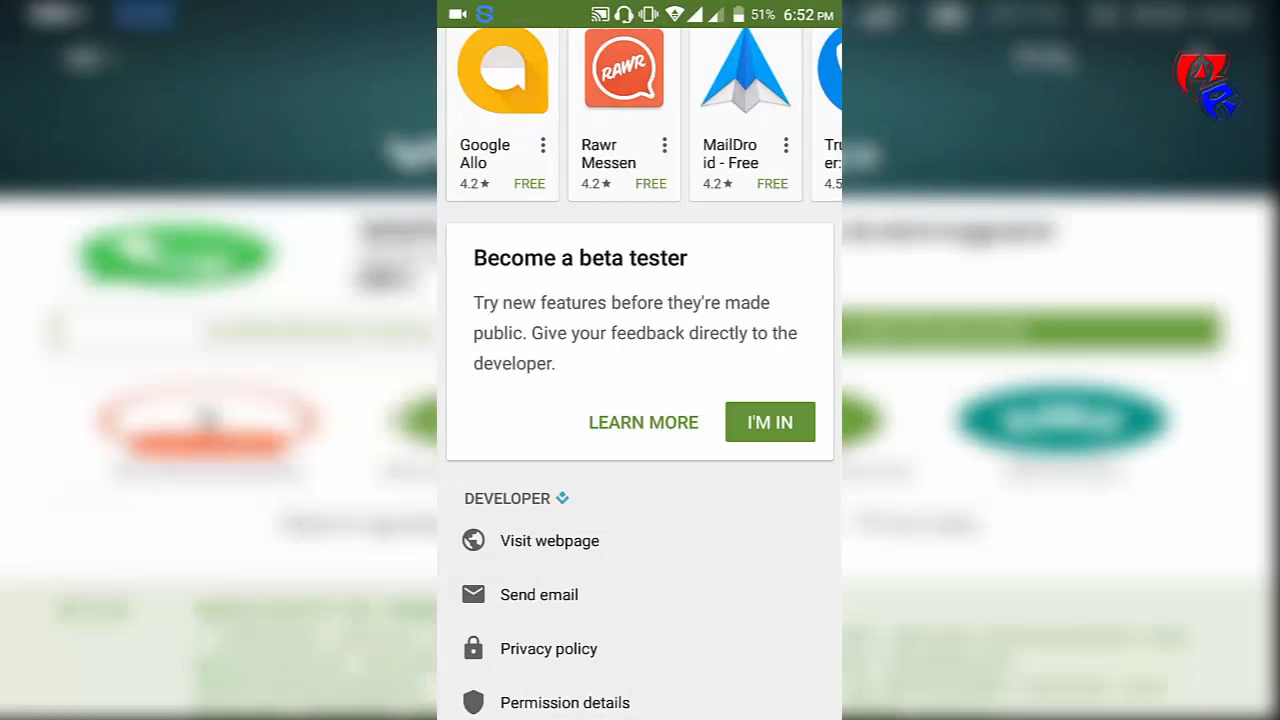 51% 6:52 PM
RAWR
Google Allo
4.2★ FREE
Rawr Messen
4.2★ FREE
MailDro id - Free
4.2★ FREE
4.5
Become a beta tester
Try new features before they're made
public. Give your feedback directly to the
developer.
LEARN MORE I'M IN
DEVELOPER
Visit webpage
Send email
Privacy policy
Permission details